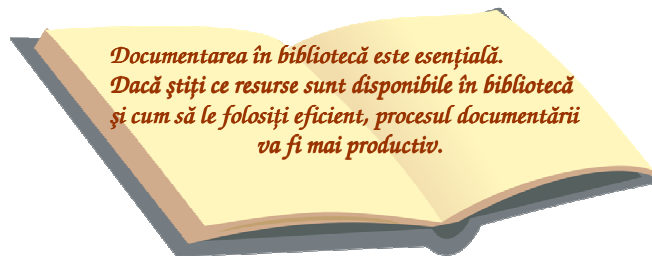 Documentarea în bibliotecă este esenţială.
Dacă ştiţi ce resurse sunt disponibile în bibliotecă
şi cum să le folosiţi eficient, procesul documentării
va fi mai productiv.